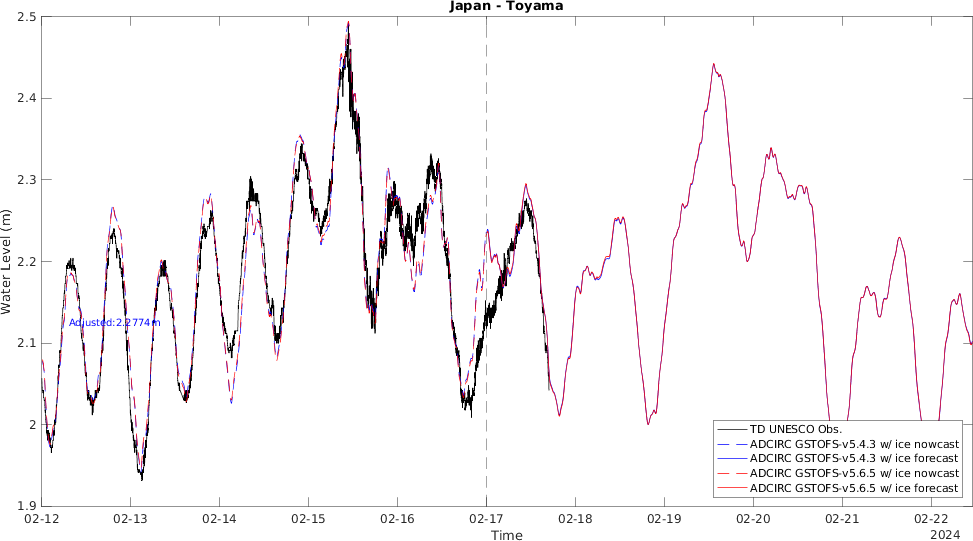 Japan - Toyama
2.5
2.4
2.3
2.2
2.1
2
1.9
Water Level (m)
Adjusted:2.2774m
TD UNESCO Obs.
ADCIRC GSTOFS-v5.4.3 w/ ice nowcast
ADCIRC GSTOFS-v5.4.3 w/ ice forecast
ADCIRC GSTOFS-v5.6.5 w/ ice nowcast
ADCIRC GSTOFS-v5.6.5 w/ ice forecast
02-12 02-13 02-14 02-15 02-16 02-17 02-18 02-19 02-20 02-21 02-22
Time
2024